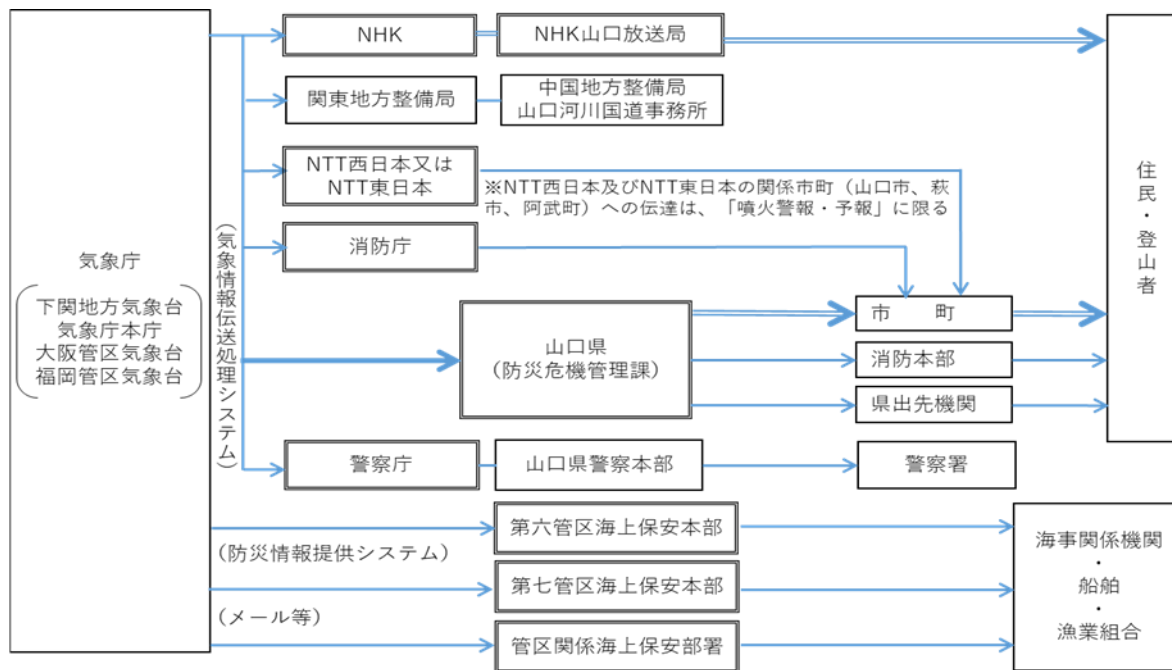 気象庁
下関地方気象台
気象庁本庁
大阪管区気象台
福岡管区気象台
(気象情報伝送処理システム)
NHK
NHK山口放送局
関東地方整備局
中国地方整備局
山口河川国道事務所
NTT西日本又は
NTT東日本
※NTT西日本及びNTT東日本の関係市町（山口市、萩
市、阿武町）への伝達は、「噴火警報・予報」に限る
消防庁
山口県
（防災危機管理課）
市　　町
消防本部
県出先機関
住民・登山者
警察庁
山口県警察本部
警察署
(防災情報提供システム)
(メール等)
第六管区海上保安本部
第七管区海上保安本部
管区関係海上保安部署
海事関係機関
・
船舶
・
漁業組合